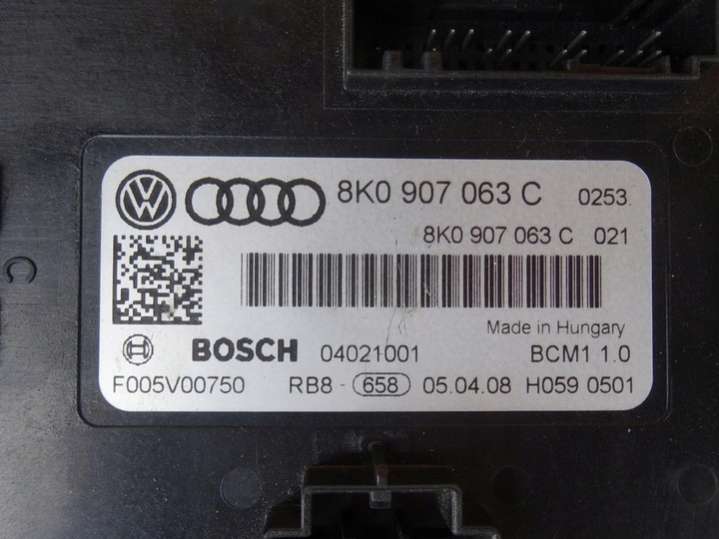 8K0 907 063 C 0253
8K0 907 063 C 021
Made in Hungary
BOSCH 04021001 BCM1 1.0
F005V00750 RB8 - 658 05.04.08 H059 0501
C